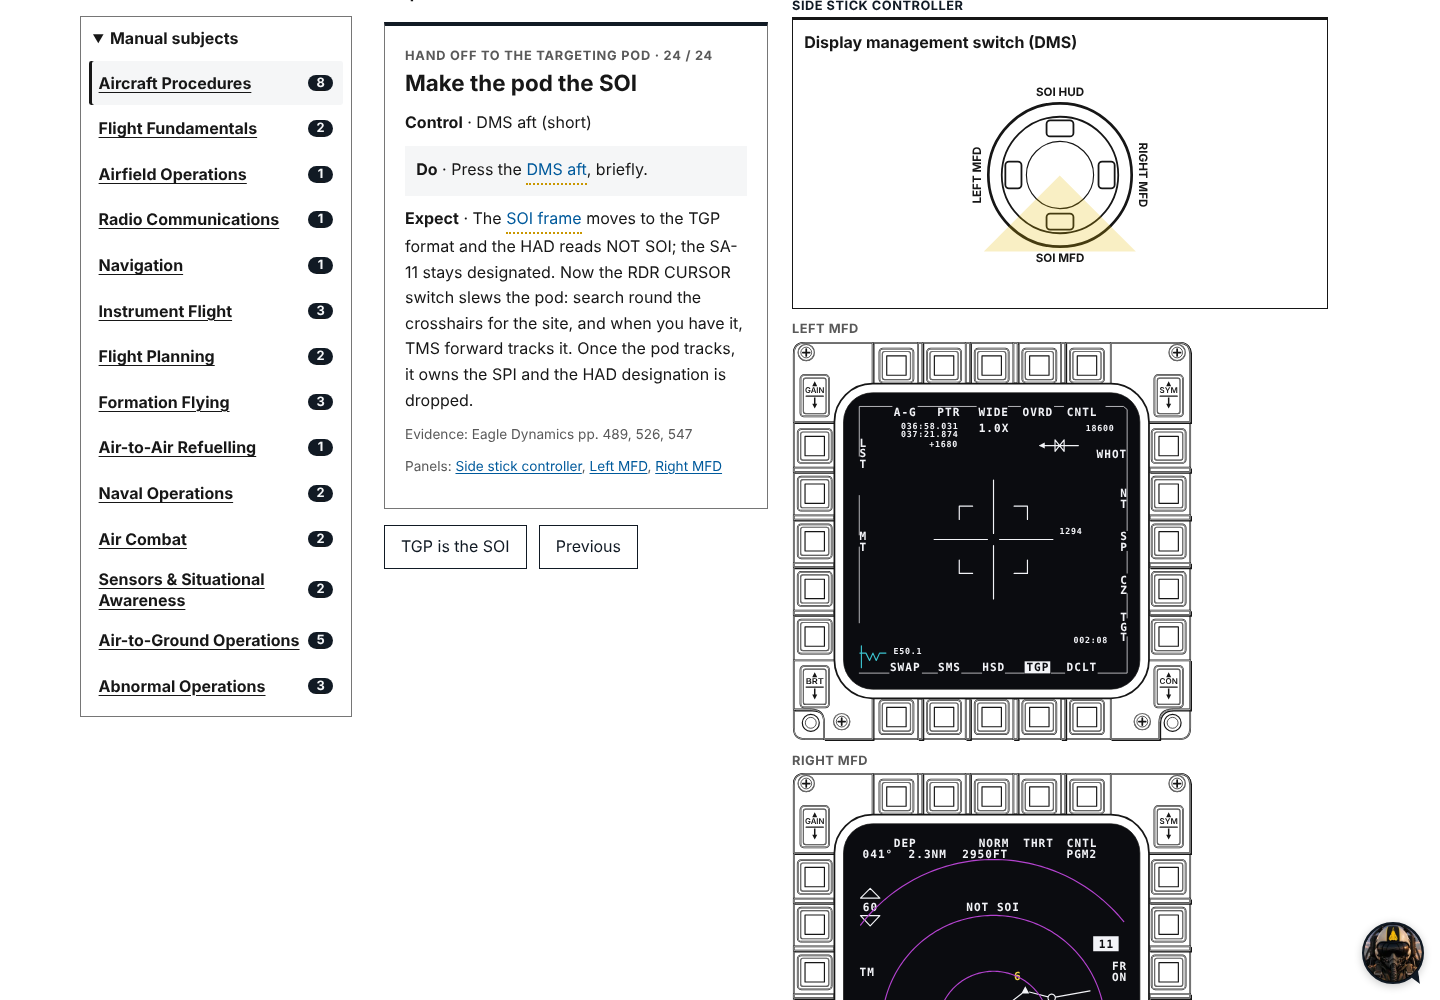 ▼ Manual subjects
Aircraft Procedures 8
Flight Fundamentals 2
Airfield Operations 1
Radio Communications 1
Navigation 1
Instrument Flight 3
Flight Planning 2
Formation Flying 3
Air-to-Air Refuelling 1
Naval Operations 2
Air Combat 2
Sensors & Situational
Awareness 2
Air-to-Ground Operations 5
Abnormal Operations 3
HAND OFF TO THE TARGETING POD · 24 / 24
Make the pod the SOI
Control · DMS aft (short)
Do · Press the DMS aft, briefly.
Expect · The SOI frame moves to the TGP
format and the HAD reads NOT SOI; the SA-
11 stays designated. Now the RDR CURSOR
switch slews the pod: search round the
crosshairs for the site, and when you have it,
TMS forward tracks it. Once the pod tracks,
it owns the SPI and the HAD designation is
dropped.
Evidence: Eagle Dynamics pp. 489, 526, 547
Panels: Side stick controller, Left MFD, Right MFD
TGP is the SOI
Previous
SIDE STICK CONTROLLER
Display management switch (DMS)
SOI HUD
LEFT MFD
RIGHT MFD
SOI MFD
LEFT MFD
GAIN
SYM
A-G PTR WIDE OVRD CNTL
036:58.031
037:21.874
+1680
1.0X
18600
LST
WHOT
NT
1294
MT
SP
CZ
TGT
002:08
E50.1
SWAP SMS HSD TGP DCLT
BRT
CON
RIGHT MFD
GAIN
SYM
DEP NORM THRT CNTL
041° 2.3NM 2950FT PGM2
60
NOT SOI
11
TM
FR
ON
6